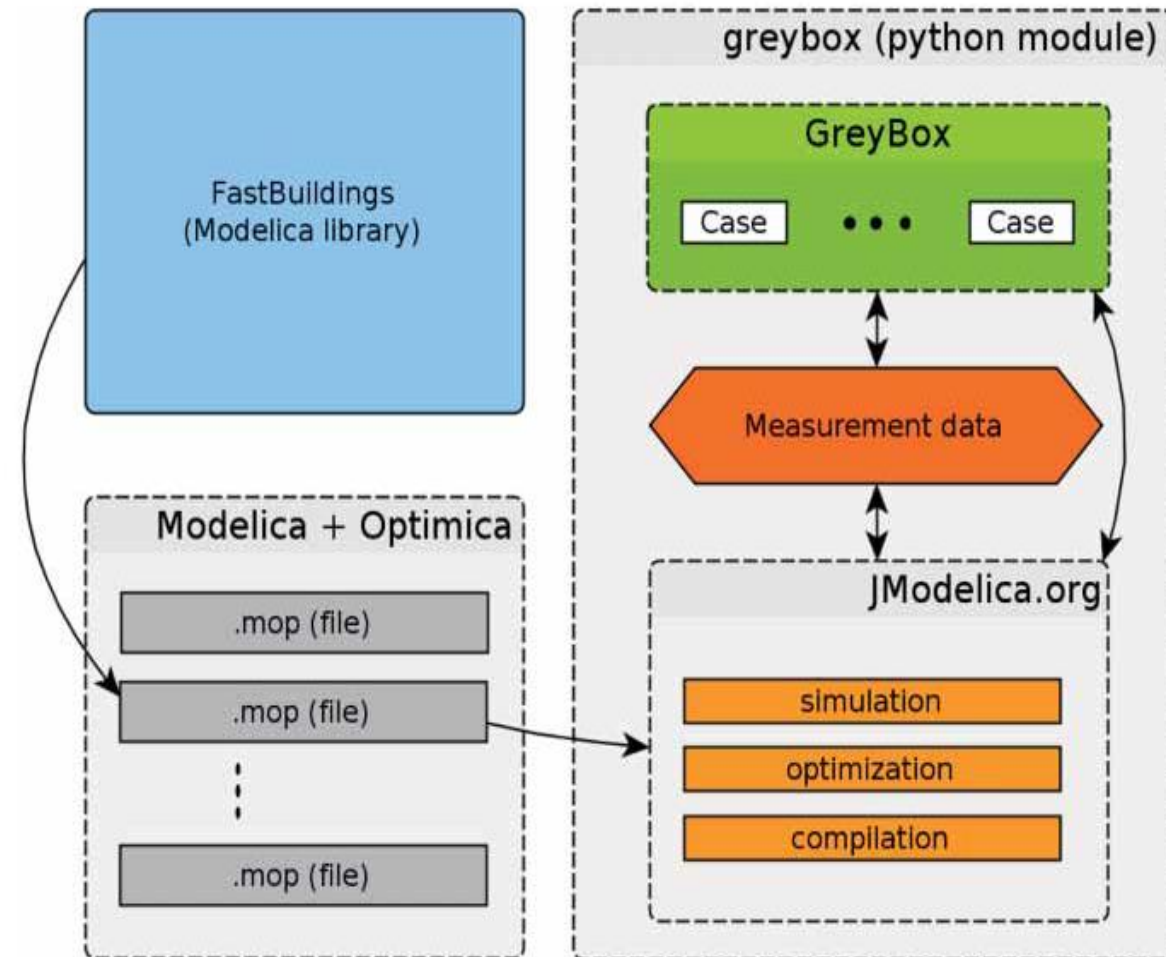 FastBuildings
(Modelica library)
Modelica + Optimica
.mop (file)
.mop (file)
.mop (file)
greybox (python module)
GreyBox
Case
Case
Measurement data
JModelica.org
simulation
optimization
compilation